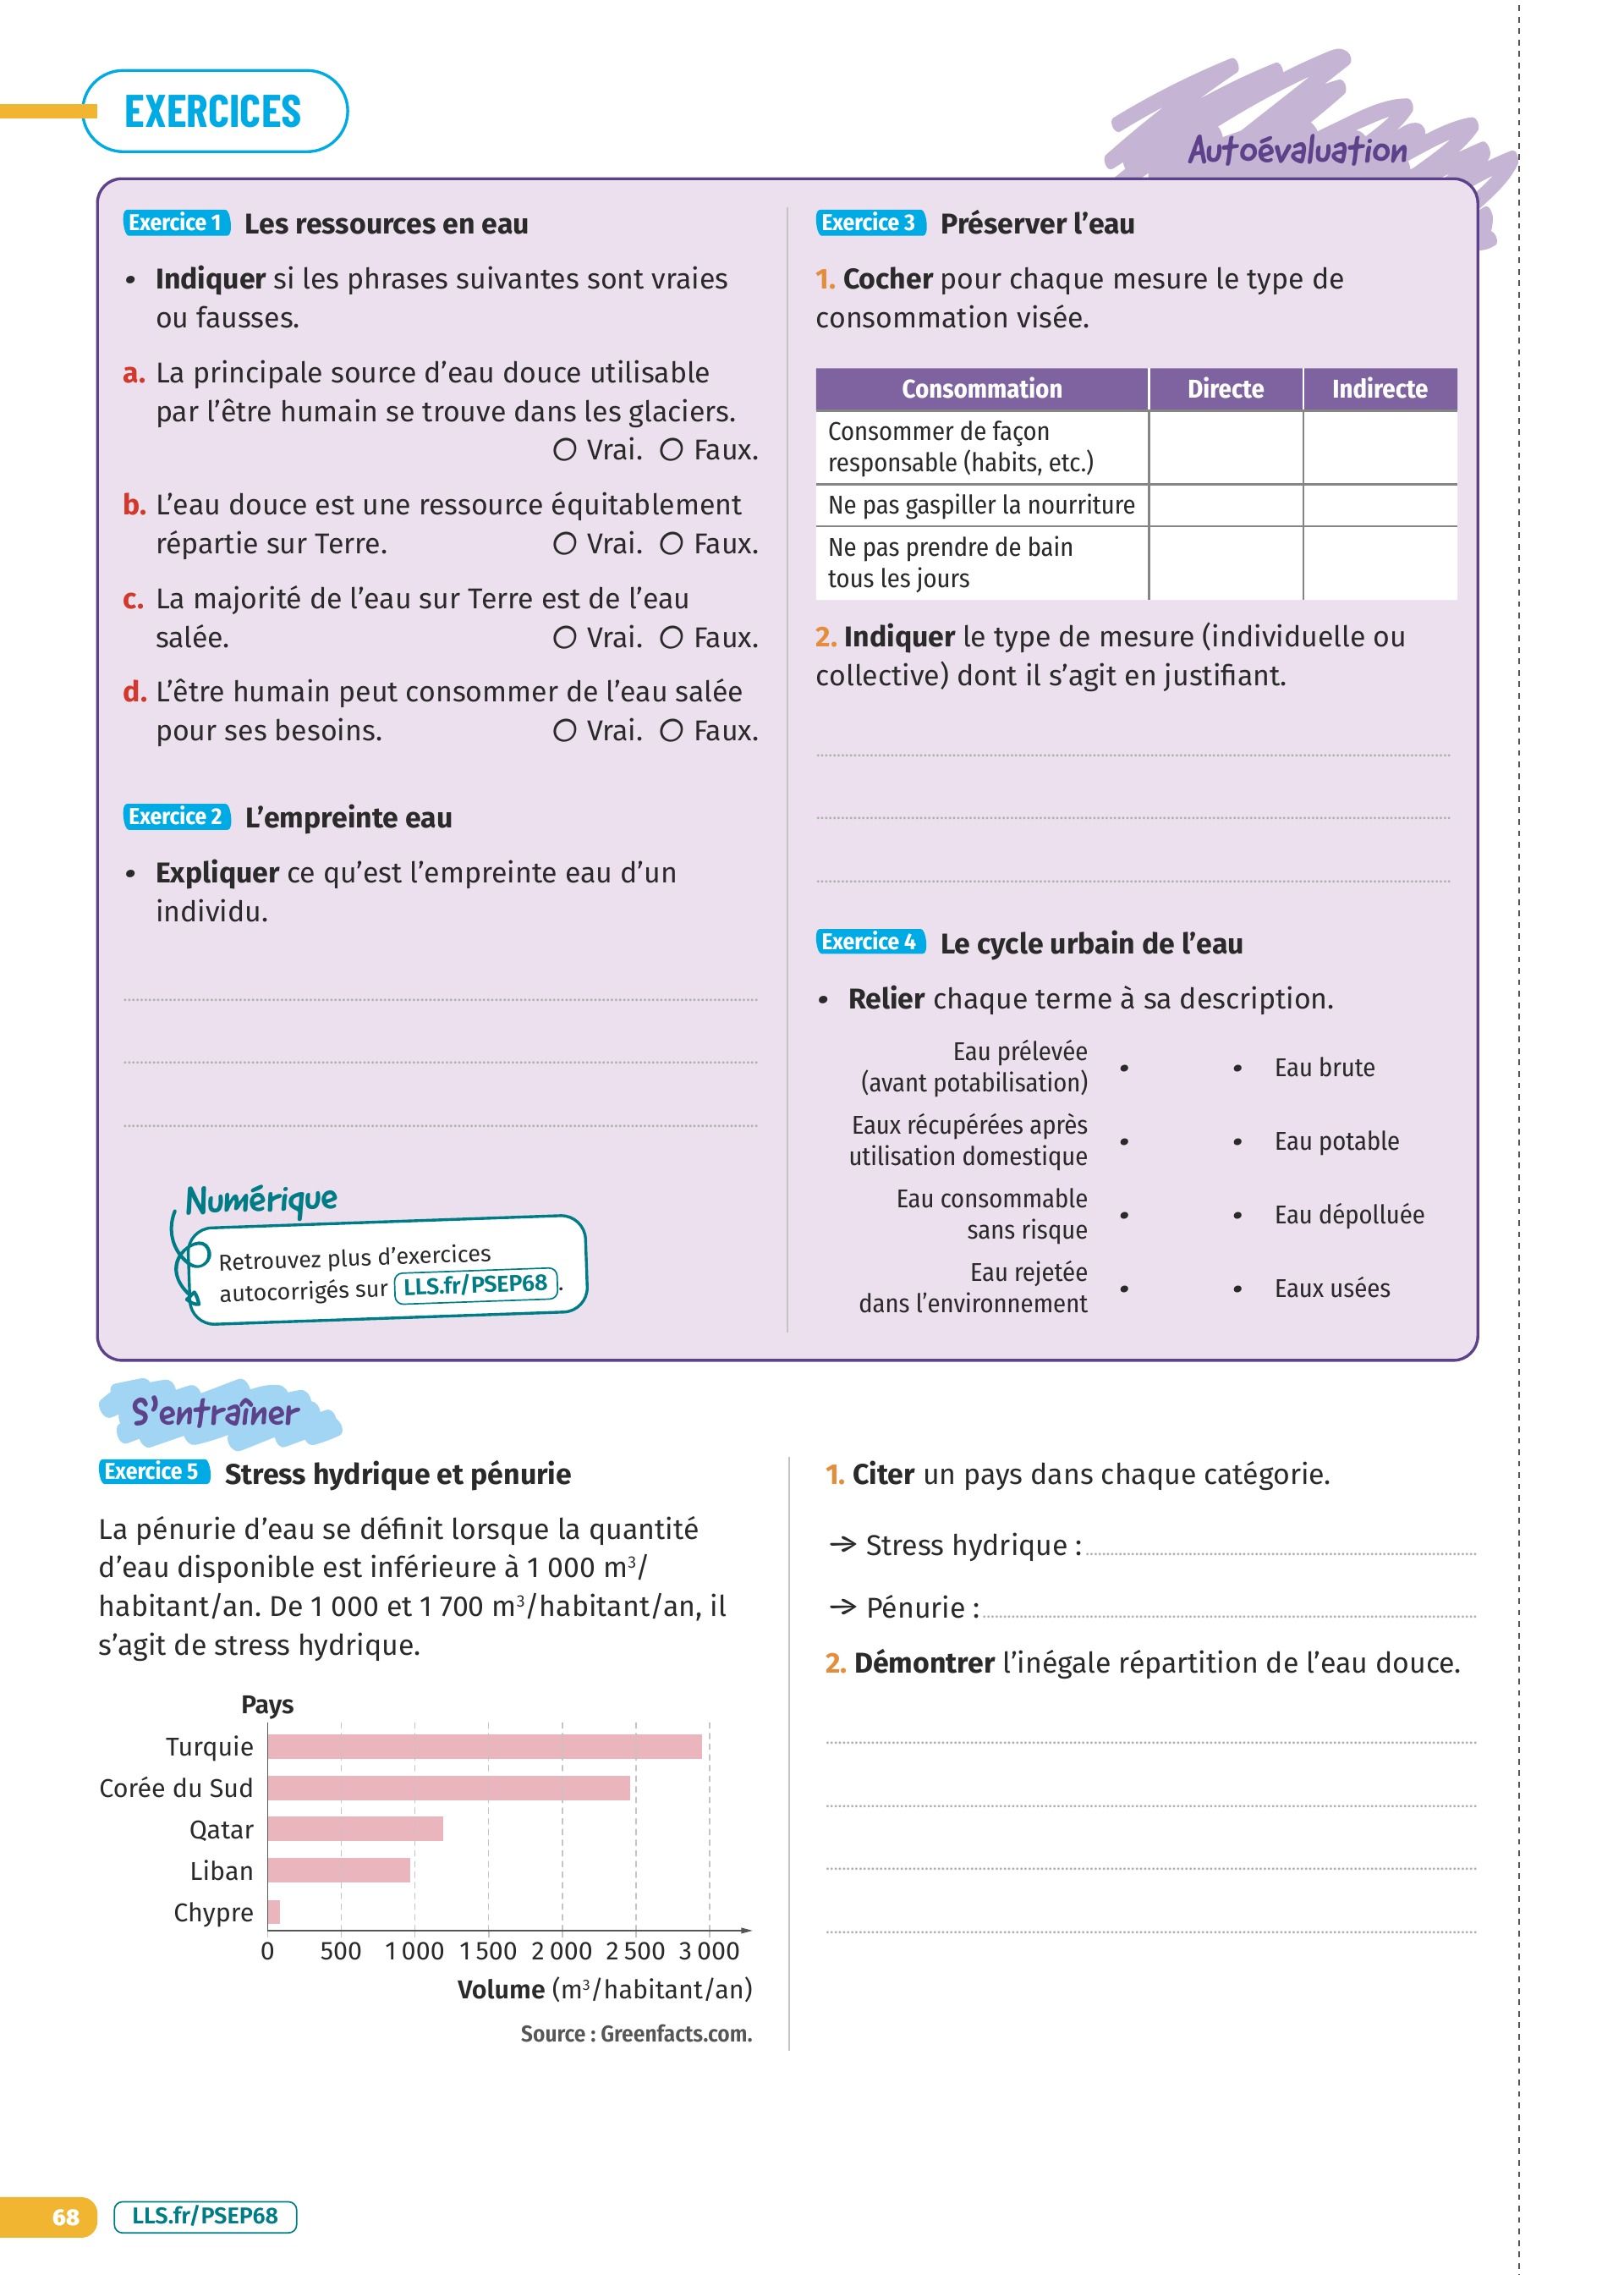 EXERCICES
Autoévaluation
Exercice 1 Les ressources en eau
• Indiquer si les phrases suivantes sont vraies
ou fausses.
a. La principale source d’eau douce utilisable
par l’être humain se trouve dans les glaciers.
Vrai. Faux.
b. L’eau douce est une ressource équitablement
répartie sur Terre. Vrai. Faux.
c. La majorité de l’eau sur Terre est de l’eau
salée. Vrai. Faux.
d. L’être humain peut consommer de l’eau salée
pour ses besoins. Vrai. Faux.
Exercice 2 L’empreinte eau
• Expliquer ce qu’est l’empreinte eau d’un
individu.
Numérique
Retrouvez plus d’exercices
autocorrigés sur LLS.fr/PSEP68.
Exercice 3 Préserver l’eau
1. Cocher pour chaque mesure le type de
consommation visée.
Consommation Directe Indirecte
Consommer de façon
responsable (habits, etc.)
Ne pas gaspiller la nourriture
Ne pas prendre de bain
tous les jours
2. Indiquer le type de mesure (individuelle ou
collective) dont il s’agit en justifiant.
Exercice 4 Le cycle urbain de l’eau
• Relier chaque terme à sa description.
Eau prélevée
(avant potabilisation) • • Eau brute
Eaux récupérées après
utilisation domestique • • Eau potable
Eau consommable
sans risque • • Eau dépolluée
Eau rejetée
dans l’environnement • • Eaux usées
S’entraîner
Exercice 5 Stress hydrique et pénurie
La pénurie d’eau se définit lorsque la quantité
d’eau disponible est inférieure à 1 000 m³/
habitant/an. De 1 000 et 1 700 m³/habitant/an, il
s’agit de stress hydrique.
Pays
Turquie
Corée du Sud
Qatar
Liban
Chypre
0 500 1 000 1 500 2 000 2 500 3 000
Volume (m³/habitant/an)
Source : Greenfacts.com.
1. Citer un pays dans chaque catégorie.
→ Stress hydrique :
→ Pénurie :
2. Démontrer l’inégale répartition de l’eau douce.
68 LLS.fr/PSEP68